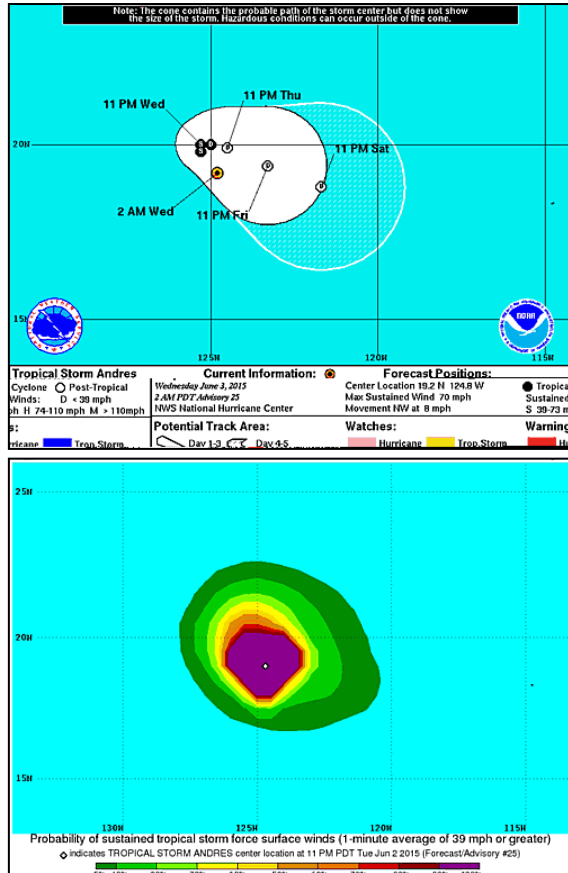 Note: The cone contains the probable path of the storm center but does not show
the size of the storm. Hazardous conditions can occur outside of the cone.
11 PM Wed
11 PM Thu
20N
11 PM Sat
2 AM Wed
11 PM Fri
15N
NOAA
125W
120W
115W
Tropical Storm Andres
Current Information:
Forecast Positions:
Cyclone Post-Tropical
Wednesday June 3, 2015
Center Location 19.2 N 124.8 W
Tropica
Winds: D < 39 mph
2 AM PDT Advisory 25
Max Sustained Wind 70 mph
Sustained
ph H 74-110 mph M > 110mph
NWS National Hurricane Center
Movement NW at 8 mph
S 39-73 m
s:
Potential Track Area:
Watches:
Warning
rricane Trop.Storm
Day 1-3 Day 4-5
Hurricane Trop.Storm
Hu
25N
20N
15N
130W
125W
120W
115W
Probability of sustained tropical storm force surface winds (1-minute average of 39 mph or greater)
indicates TROPICAL STORM ANDRES center location at 11 PM PDT Tue Jun 2 2015 (Forecast/Advisory #25)